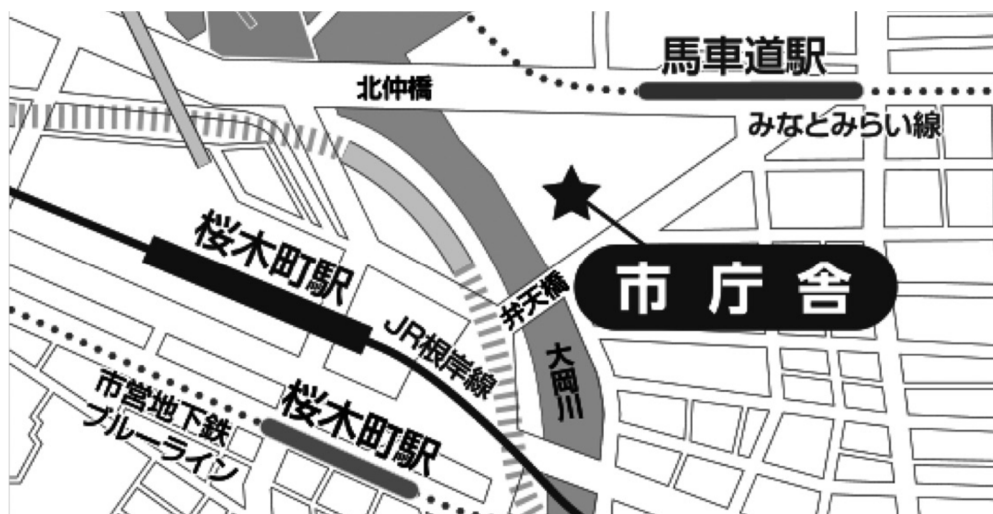 馬車道駅
北仲橋
みなとみらい線
桜木町駅
市庁舎
弁天橋
JR根岸線
大岡川
市営地下鉄
ブルーライン
桜木町駅